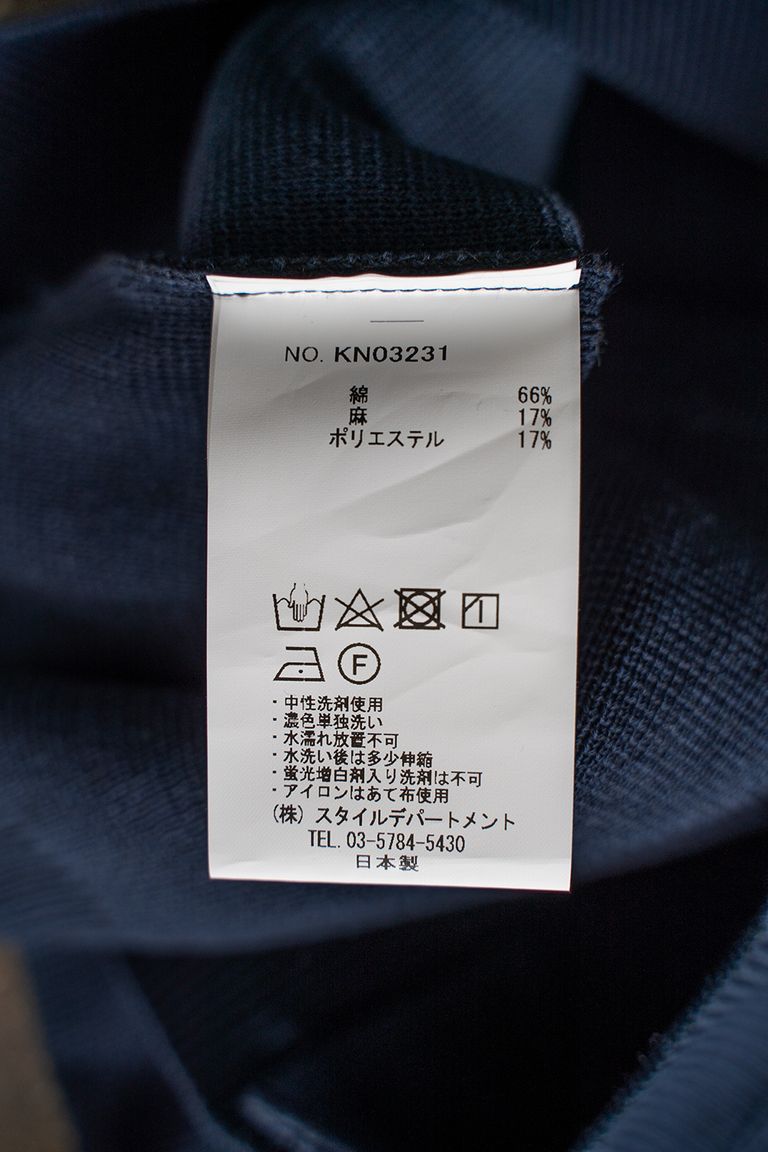 NO. KN03231
綿 66%
麻 17%
ポリエステル 17%
F
・中性洗剤使用
・濃色単独洗い
・水濡れ放置不可
・水洗い後は多少伸縮
・蛍光増白剤入り洗剤は不可
・アイロンはあて布使用
(株) スタイルデパートメント
TEL. 03-5784-5430
日本製